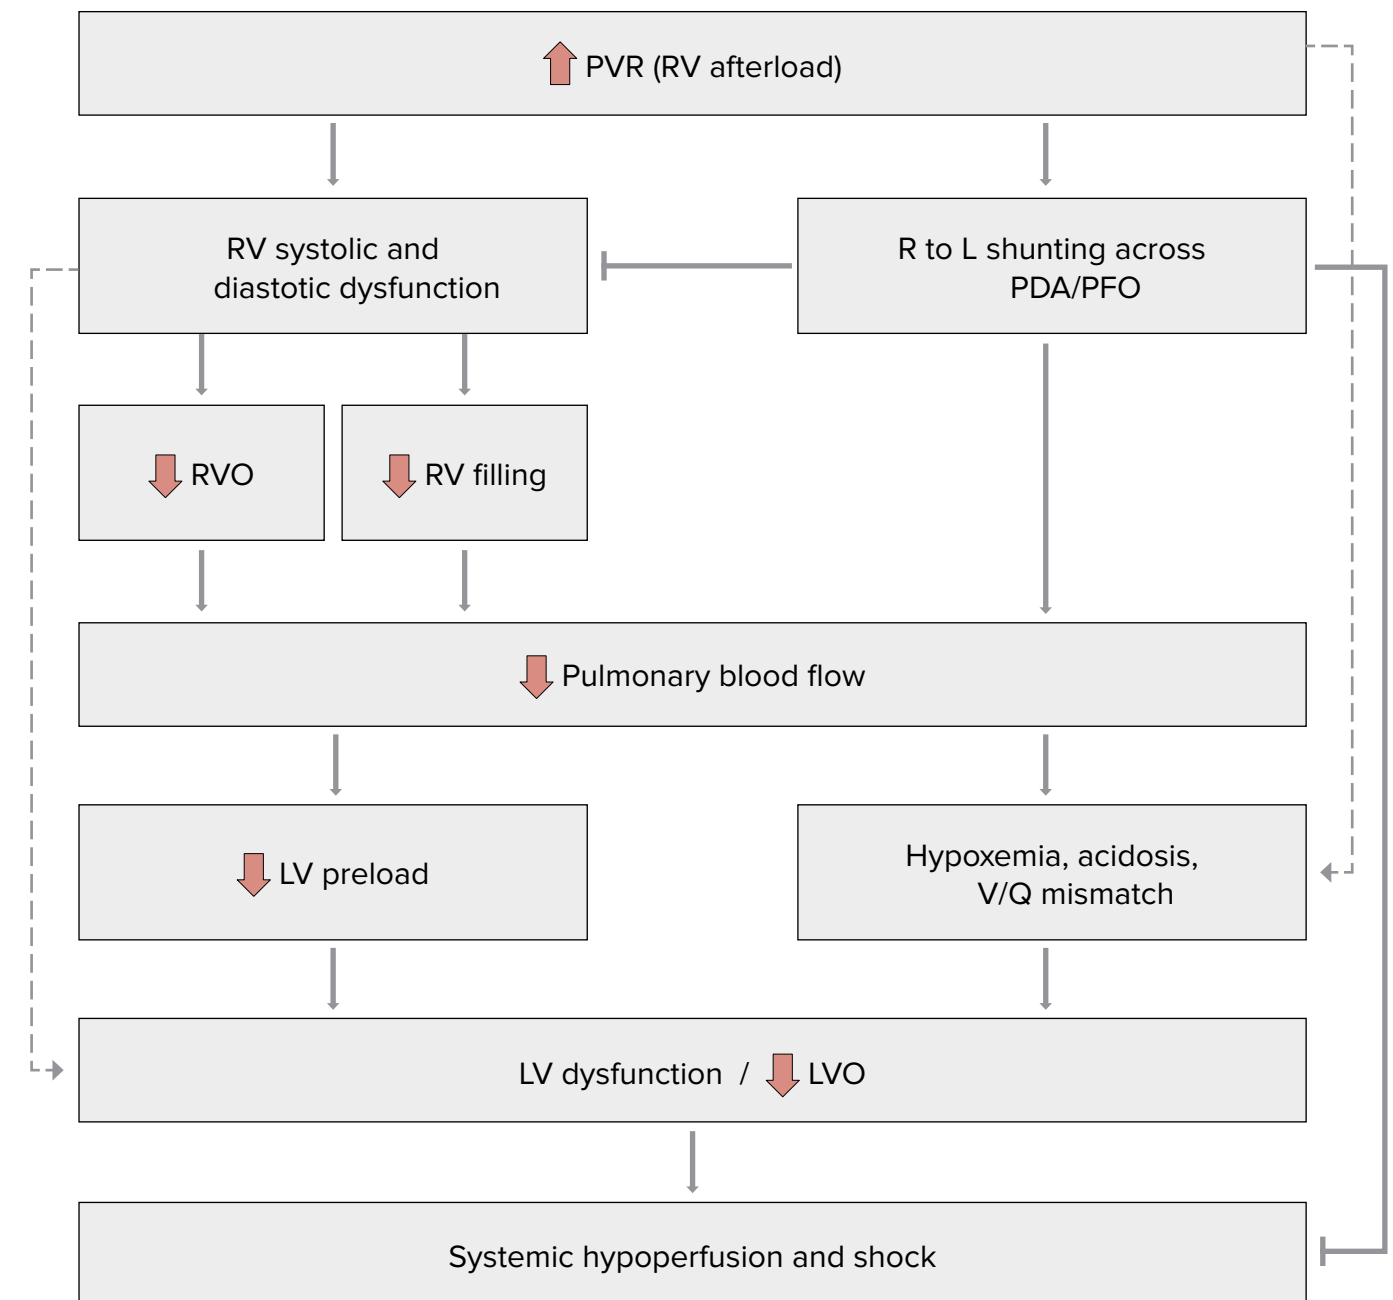 PVR (RV afterload)
RV systolic and
diastotic dysfunction
R to L shunting across
PDA/PFO
RVO
RV filling
Pulmonary blood flow
LV preload
Hypoxemia, acidosis,
V/Q mismatch
LV dysfunction / LVO
Systemic hypoperfusion and shock